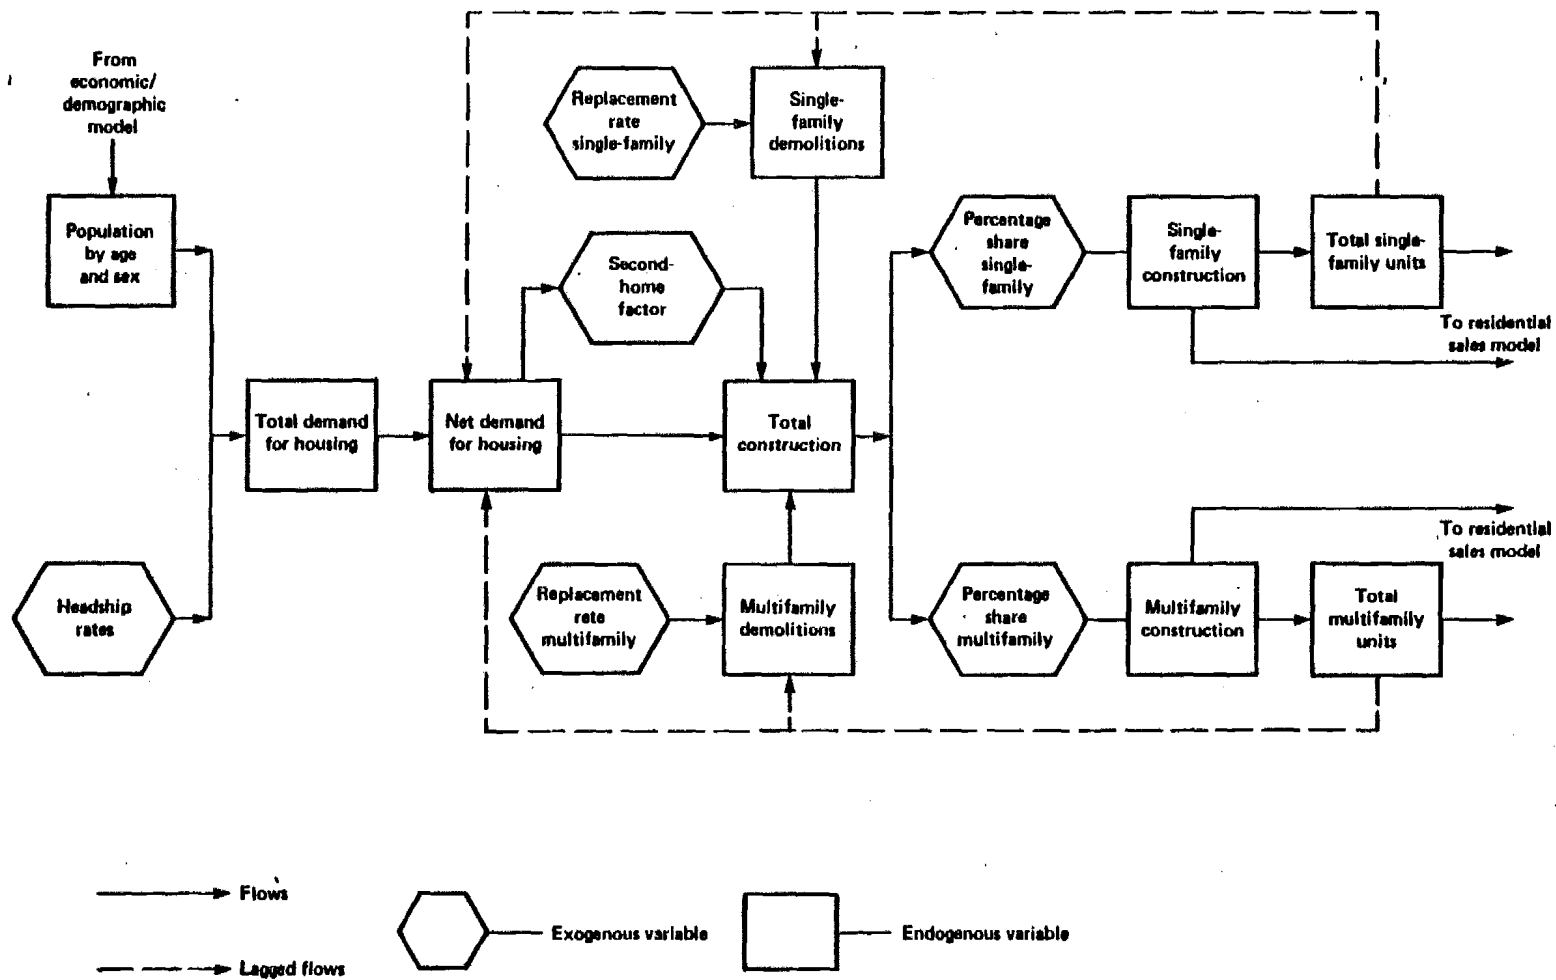 From
economic/
demographic
model
Population
by age
and sex
Headship
rates
Total demand
for housing
Net demand
for housing
Replacement
rate
single-family
Single-
family
demolitions
Second-
home
factor
Total
construction
Replacement
rete
multifamily
Multifamily
demolitions
Percentage
share
single-
family
Single-
family
construction
Total single-
family units
To residential
sales model
To residential
sales model
Percentage
share
multifamily
Multifamily
construction
Total
multifamily
units
Flows
Exogenous variable
Endogenous variable
Lagged flows